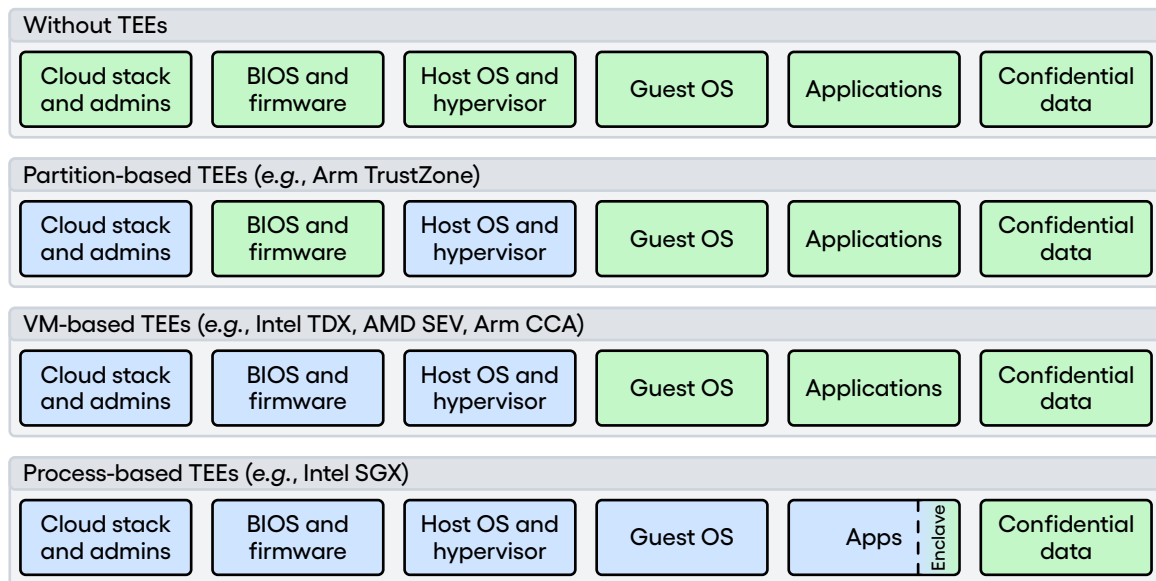 Without TEEs
Cloud stack
and admins
BIOS and
firmware
Host OS and
hypervisor
Guest OS
Applications
Confidential
data
Partition-based TEEs (e.g., Arm TrustZone)
Cloud stack
and admins
BIOS and
firmware
Host OS and
hypervisor
Guest OS
Applications
Confidential
data
VM-based TEEs (e.g., Intel TDX, AMD SEV, Arm CCA)
Cloud stack
and admins
BIOS and
firmware
Host OS and
hypervisor
Guest OS
Applications
Confidential
data
Process-based TEEs (e.g., Intel SGX)
Cloud stack
and admins
BIOS and
firmware
Host OS and
hypervisor
Guest OS
Apps
Enclave
Confidential
data